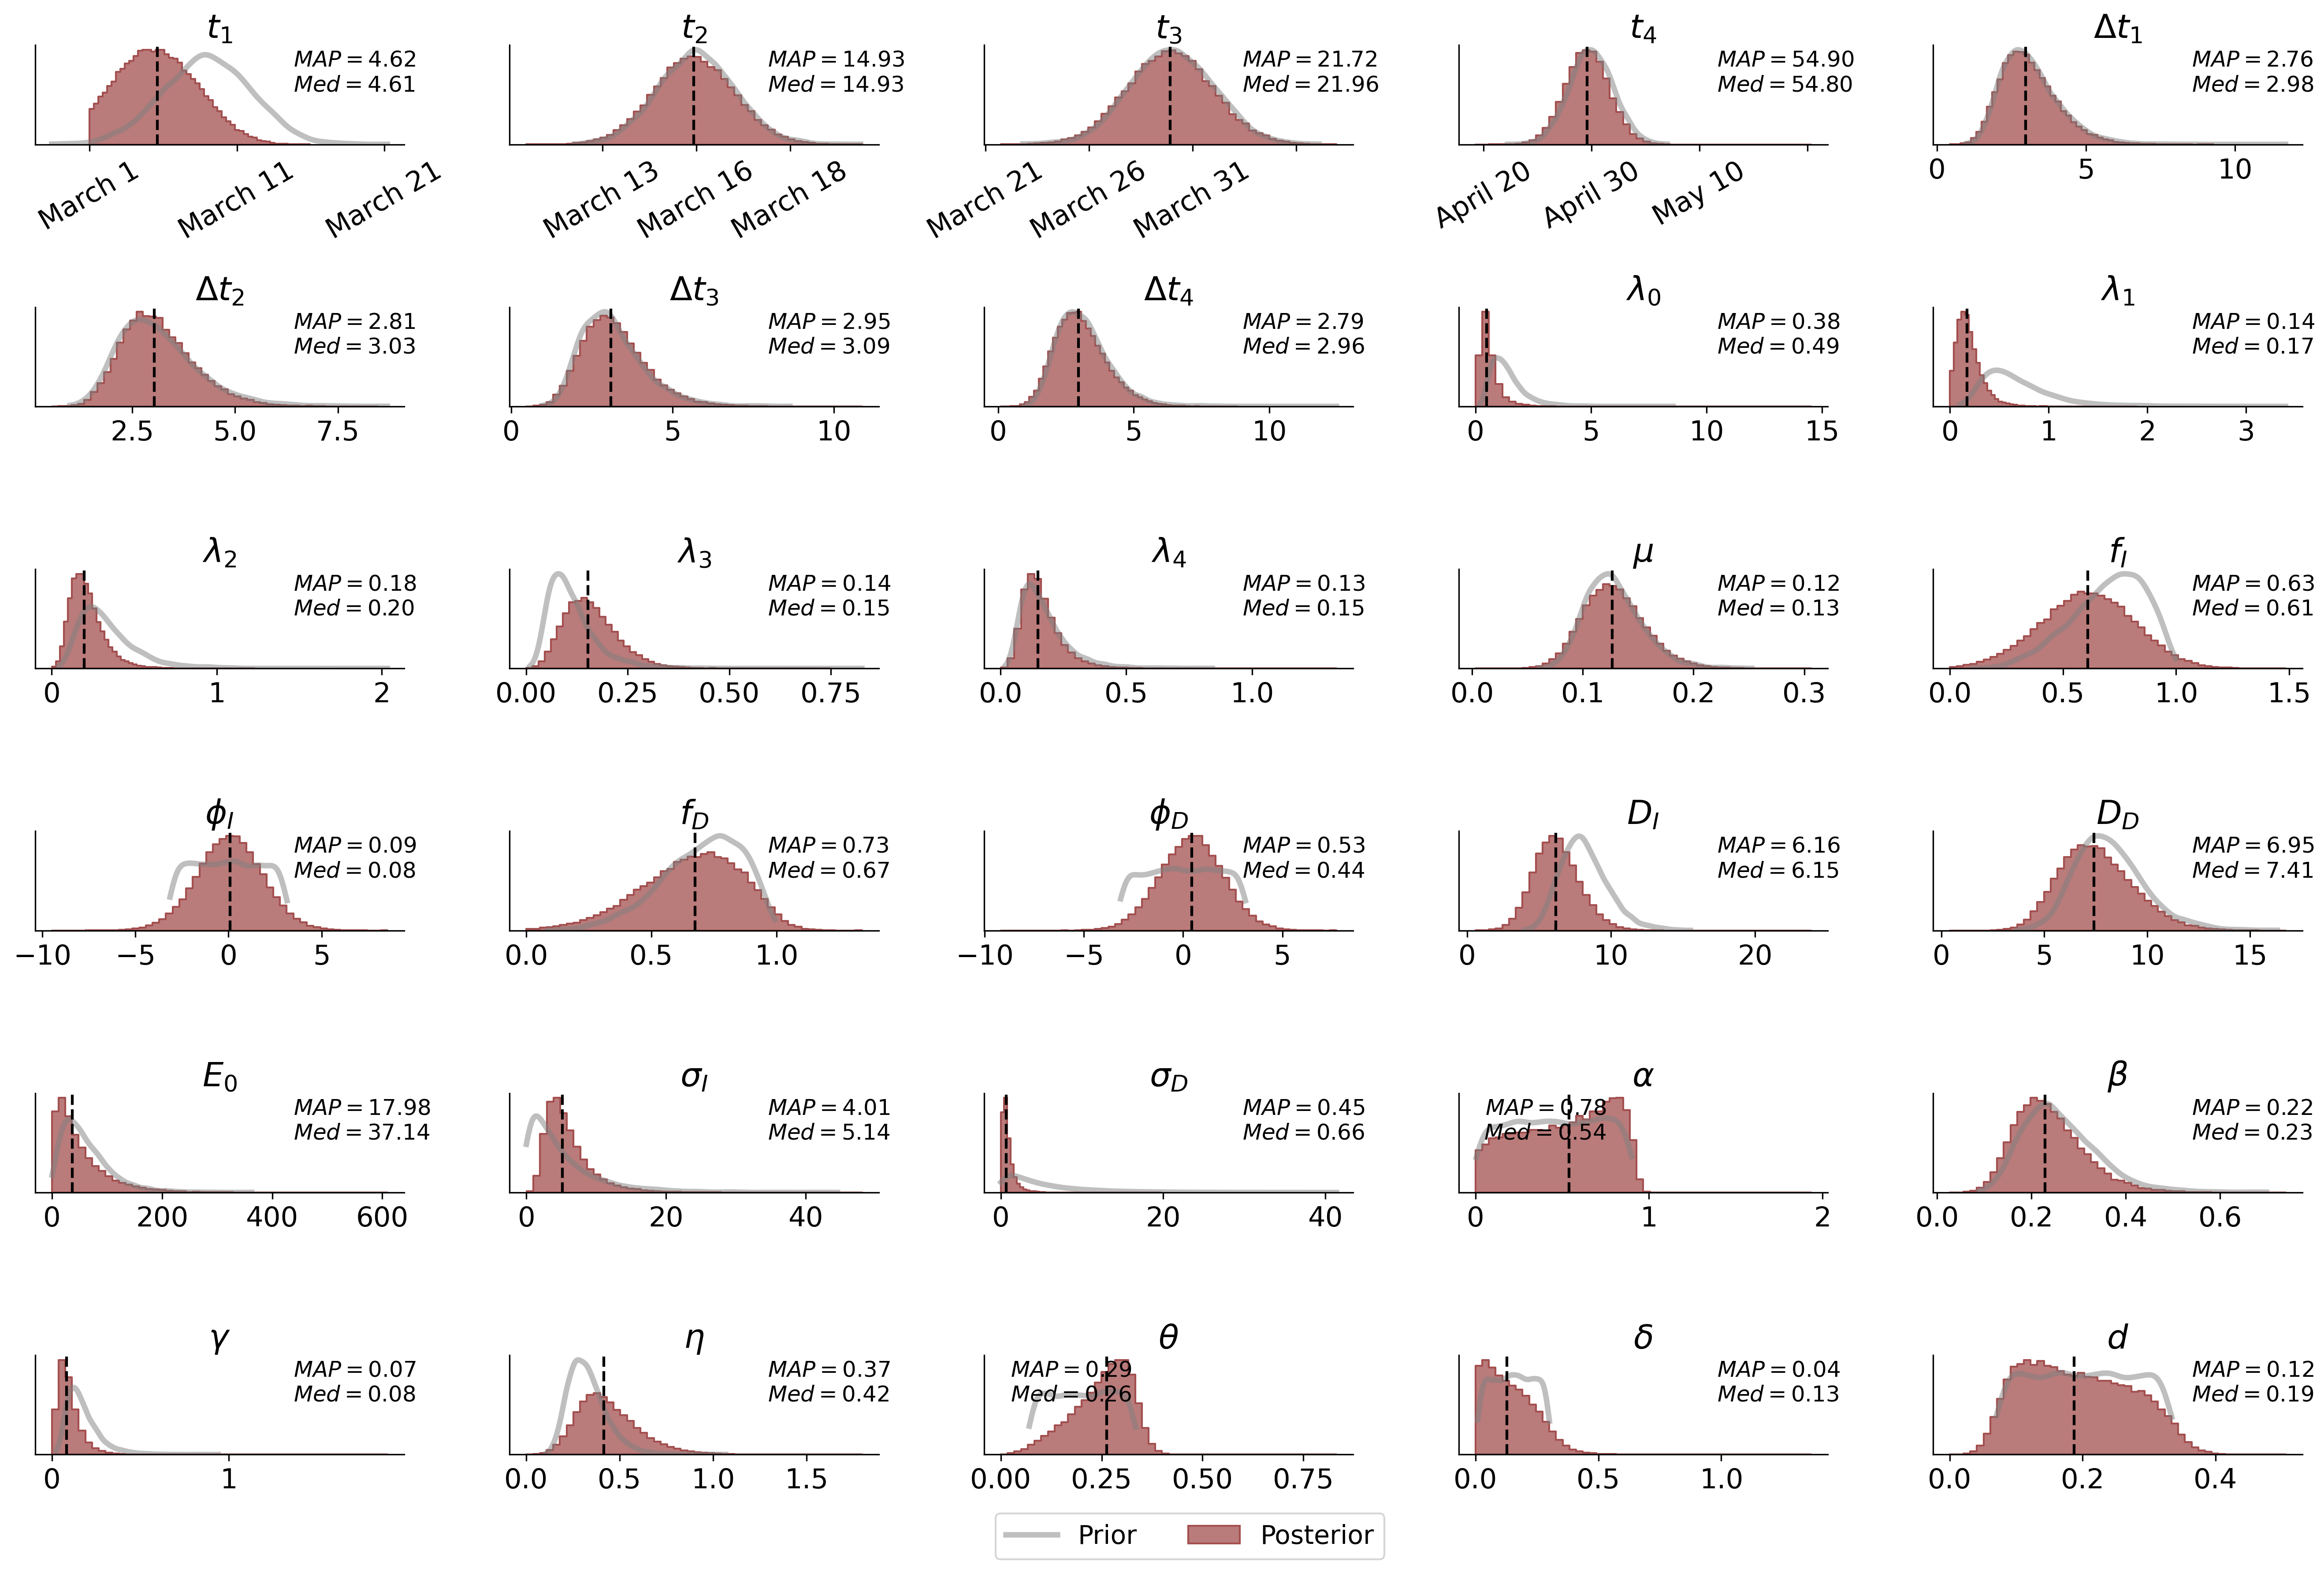 t₁
MAP = 4.62
Med = 4.61
March 1
March 11
March 21
t₂
MAP = 14.93
Med = 14.93
March 13
March 16
March 18
t₃
MAP = 21.72
Med = 21.96
March 21
March 26
March 31
t₄
MAP = 54.90
Med = 54.80
April 20
April 30
May 10
Δt₁
MAP = 2.76
Med = 2.98
0 5 10
Δt₂
MAP = 2.81
Med = 3.03
2.5 5.0 7.5
Δt₃
MAP = 2.95
Med = 3.09
0 5 10
Δt₄
MAP = 2.79
Med = 2.96
0 5 10
λ₀
MAP = 0.38
Med = 0.49
0 5 10 15
λ₁
MAP = 0.14
Med = 0.17
0 1 2 3
λ₂
MAP = 0.18
Med = 0.20
0 1 2
λ₃
MAP = 0.14
Med = 0.15
0.00 0.25 0.50 0.75
λ₄
MAP = 0.13
Med = 0.15
0.0 0.5 1.0
μ
MAP = 0.12
Med = 0.13
0.0 0.1 0.2 0.3
f_I
MAP = 0.63
Med = 0.61
0.0 0.5 1.0 1.5
ϕ_I
MAP = 0.09
Med = 0.08
−10 −5 0 5
f_D
MAP = 0.73
Med = 0.67
0.0 0.5 1.0
ϕ_D
MAP = 0.53
Med = 0.44
−10 −5 0 5
D_I
MAP = 6.16
Med = 6.15
0 10 20
D_D
MAP = 6.95
Med = 7.41
0 5 10 15
E₀
MAP = 17.98
Med = 37.14
0 200 400 600
σ_I
MAP = 4.01
Med = 5.14
0 20 40
σ_D
MAP = 0.45
Med = 0.66
0 20 40
α
MAP = 0.78
Med = 0.54
0 1 2
β
MAP = 0.22
Med = 0.23
0.0 0.2 0.4 0.6
γ
MAP = 0.07
Med = 0.08
0 1
η
MAP = 0.37
Med = 0.42
0.0 0.5 1.0 1.5
θ
MAP = 0.29
Med = 0.26
0.00 0.25 0.50 0.75
δ
MAP = 0.04
Med = 0.13
0.0 0.5 1.0
d
MAP = 0.12
Med = 0.19
0.0 0.2 0.4
Prior Posterior